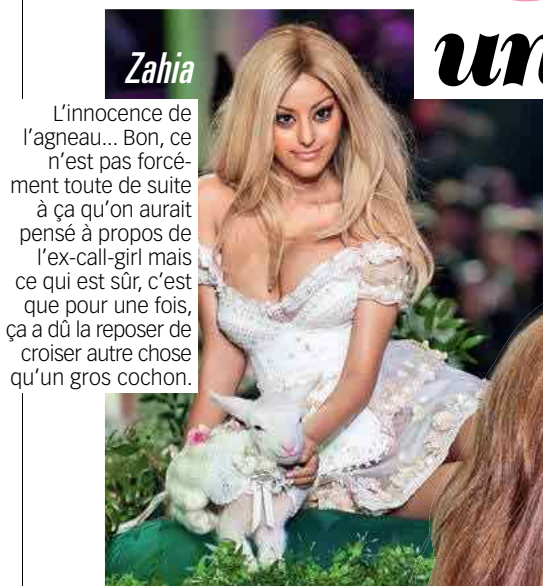 Zahia
un
L'innocence de
l'agneau... Bon, ce
n'est pas forcé-
ment toute de suite
à ça qu'on aurait
pensé à propos de
l'ex-call-girl mais
ce qui est sûr, c'est
que pour une fois,
ça a dû la reposer de
croiser autre chose
qu'un gros cochon.